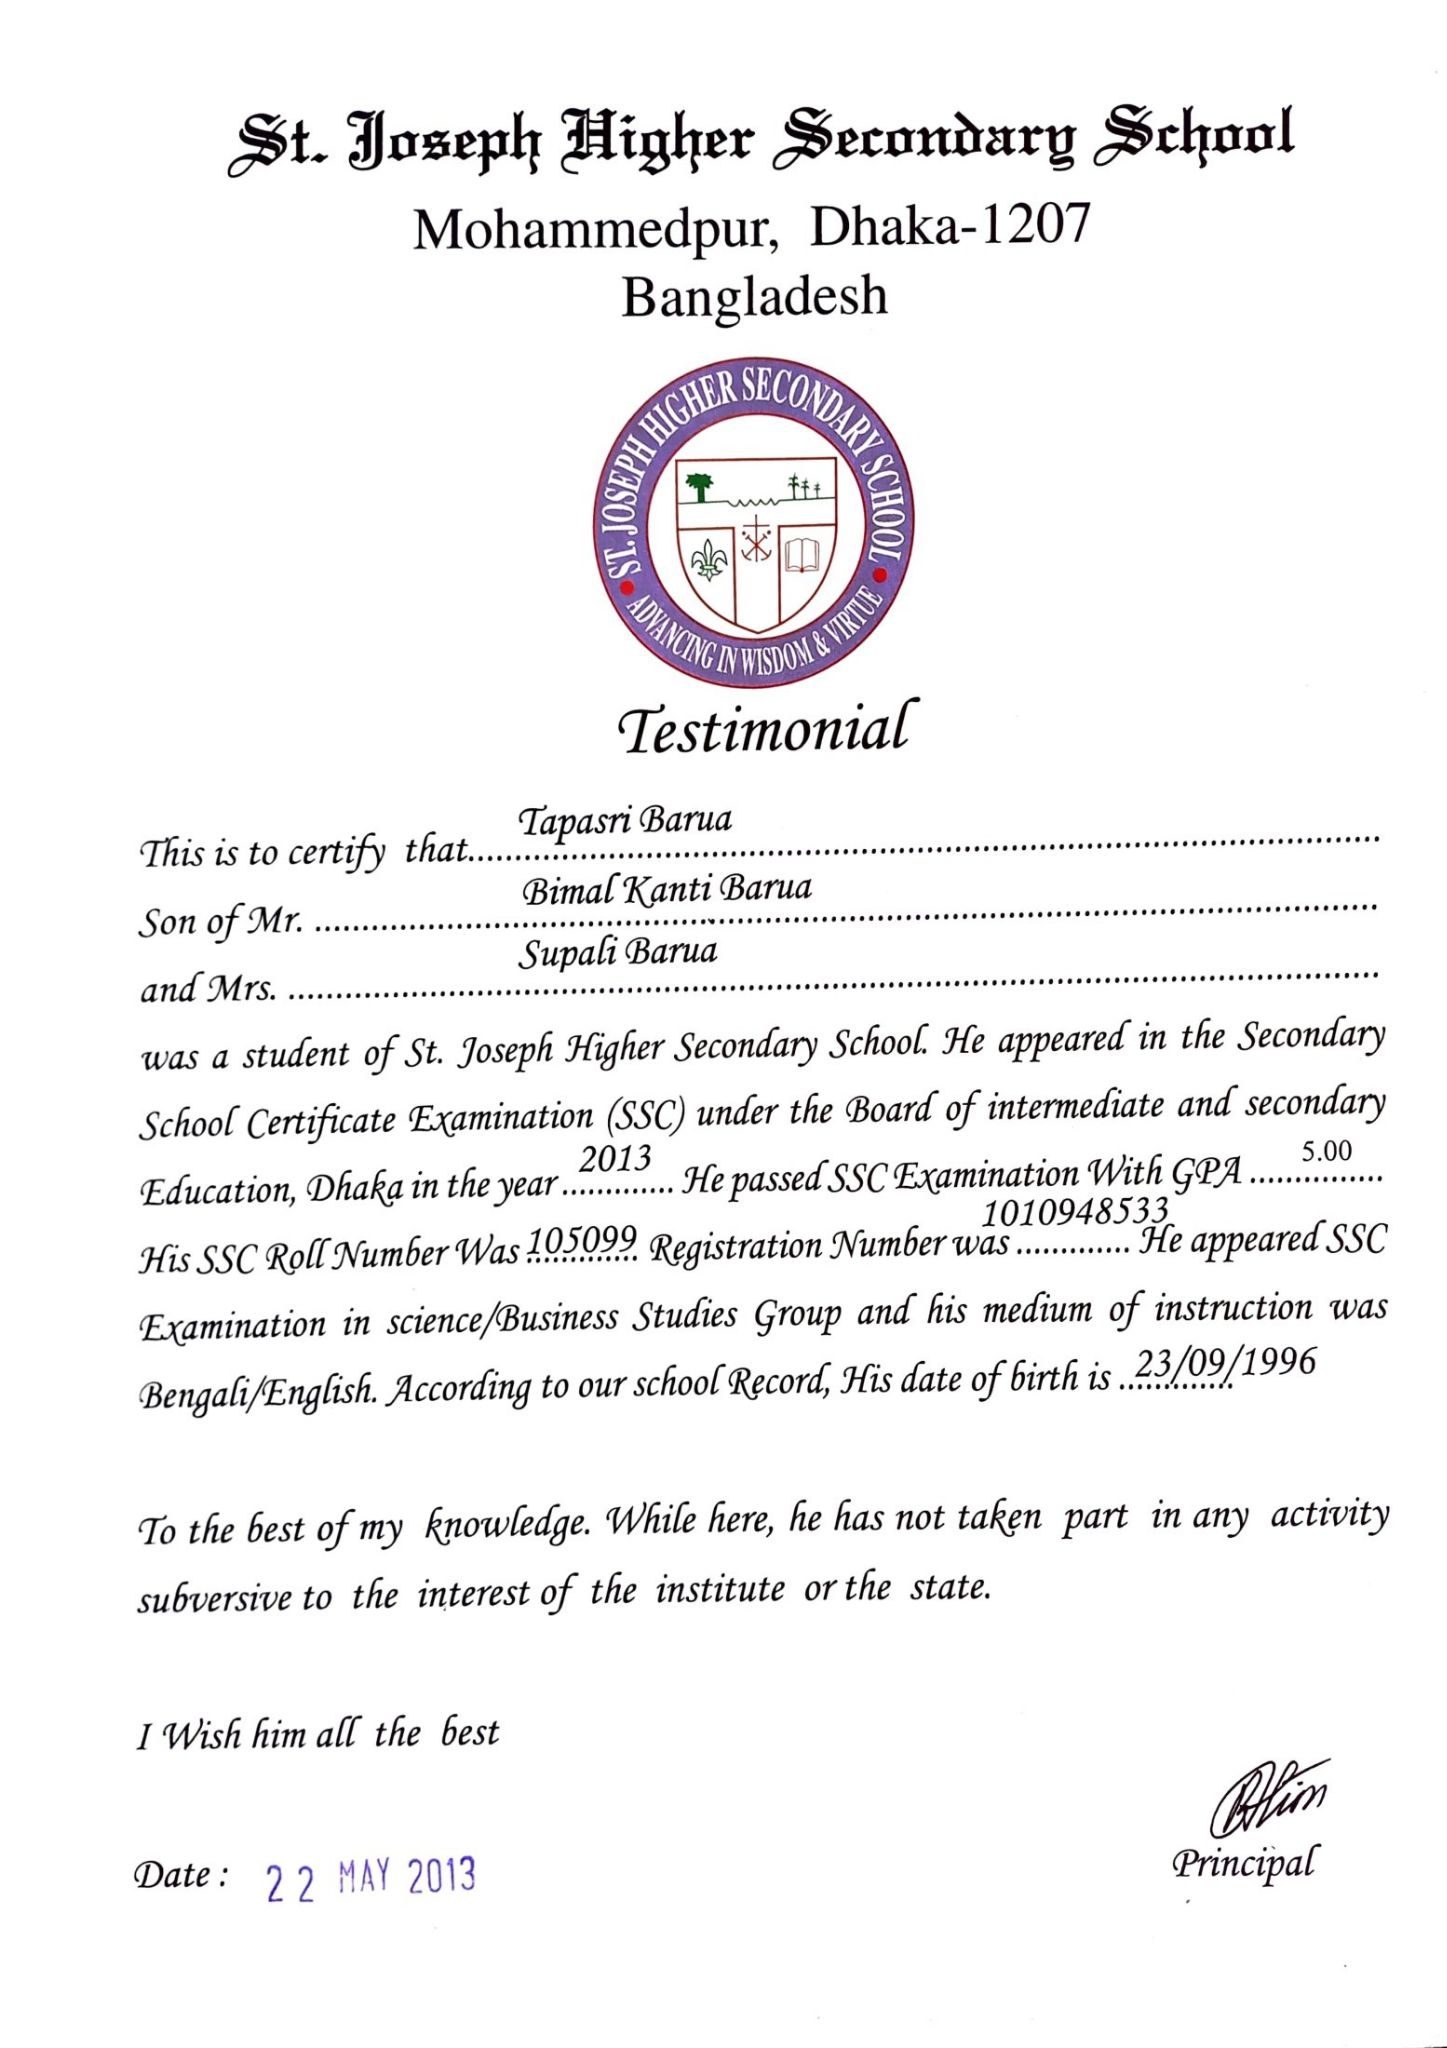 St. Joseph Higher Secondary School
Mohammedpur, Dhaka-1207
Bangladesh
ST. JOSEPH HIGHER SECONDARY SCHOOL
ADVANCING IN WISDOM & VIRTUE
Testimonial
This is to certify that Tapasri Barua
Son of Mr. Bimal Kanti Barua
and Mrs. Supali Barua
was a student of St. Joseph Higher Secondary School. He appeared in the Secondary
School Certificate Examination (SSC) under the Board of intermediate and secondary
Education, Dhaka in the year 2013 He passed SSC Examination With GPA 5.00
His SSC Roll Number Was 105099 Registration Number was 1010948533 He appeared SSC
Examination in science/Business Studies Group and his medium of instruction was
Bengali/English. According to our school Record, His date of birth is 23/09/1996
To the best of my knowledge. While here, he has not taken part in any activity
subversive to the interest of the institute or the state.
I Wish him all the best
Date : 22 MAY 2013
Principal